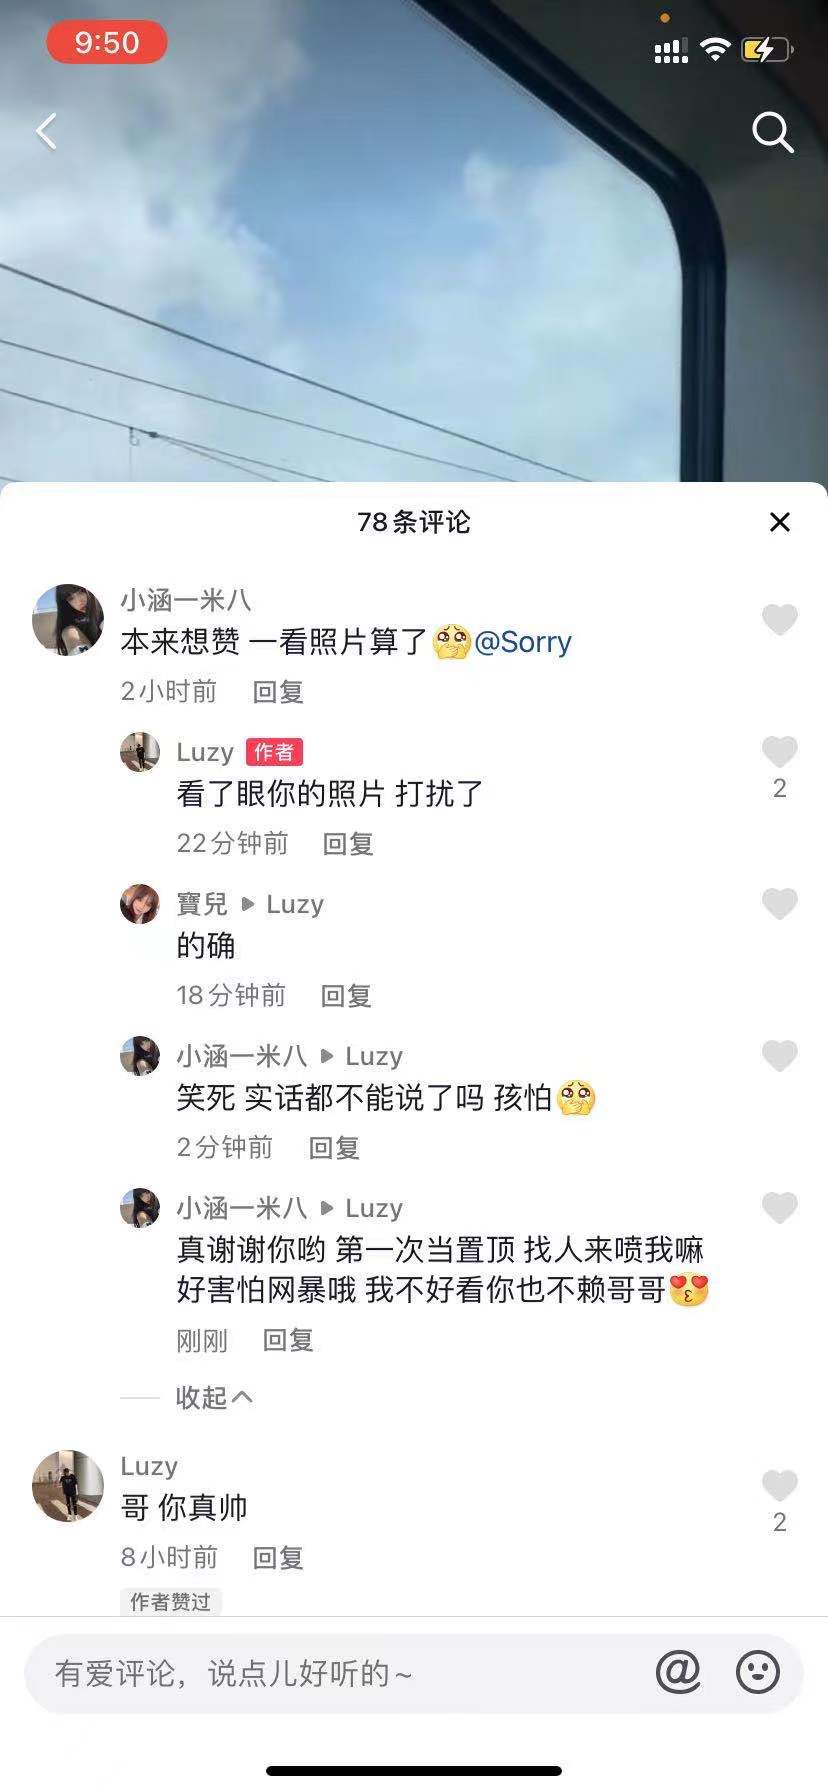 9:50
78条评论
小涵一米八
本来想赞 一看照片算了@Sorry
2小时前 回复
Luzy 作者
看了眼你的照片 打扰了
2
22分钟前 回复
寶兒 Luzy
的确
18分钟前 回复
小涵一米八 Luzy
笑死 实话都不能说了吗 孩怕
2分钟前 回复
小涵一米八 Luzy
真谢谢你哟 第一次当置顶 找人来喷我嘛
好害怕网暴哦 我不好看你也不赖哥哥
刚刚 回复
收起
Luzy
哥 你真帅
2
8小时前 回复
作者赞过
有爱评论，说点儿好听的~